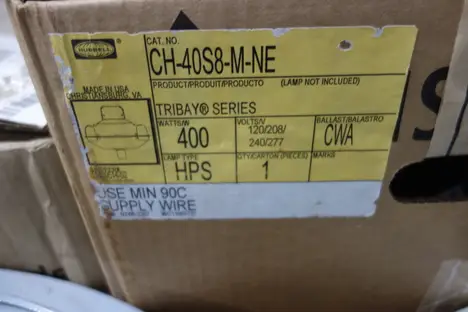 HUBBELL
CAT. NO.
CH-40S8-M-NE
PRODUCT/PRODUIT/PRODUCTO (LAMP NOT INCLUDED)
MADE IN USA
CHRISTIANSBURG, VA.
TRIBAY® SERIES
WATTS/W
400
VOLTS/V
120/208/
240/277
BALLAST/BALASTRO
CWA
LAMP TYPE
HPS
QTY/CARTON (PIECES)
1
MARKS
USE MIN 90C
SUPPLY WIRE